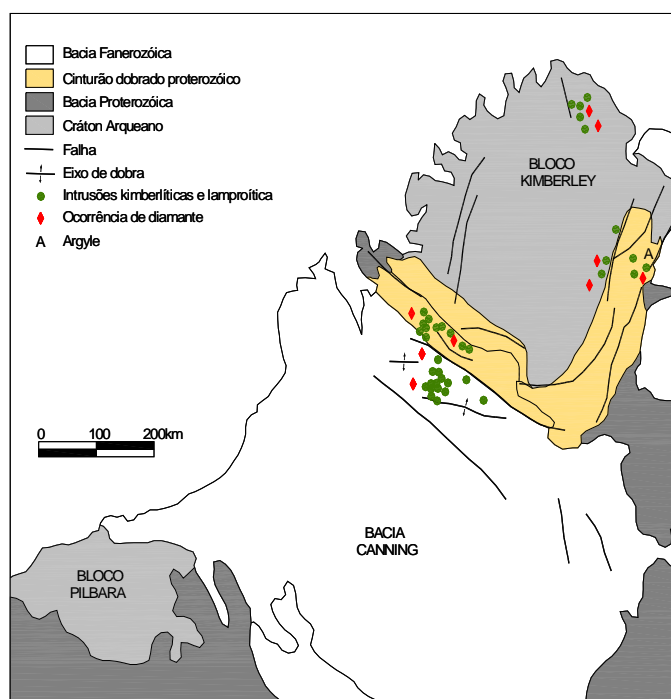 Bacia Fanerozóica
Cinturão dobrado proterozóico
Bacia Proterozóica
Cráton Arqueano
Falha
Eixo de dobra
Intrusões kimberlíticas e lamproítica
Ocorrência de diamante
A Argyle
BLOCO
KIMBERLEY
A
0 100 200km
BACIA
CANNING
BLOCO
PILBARA